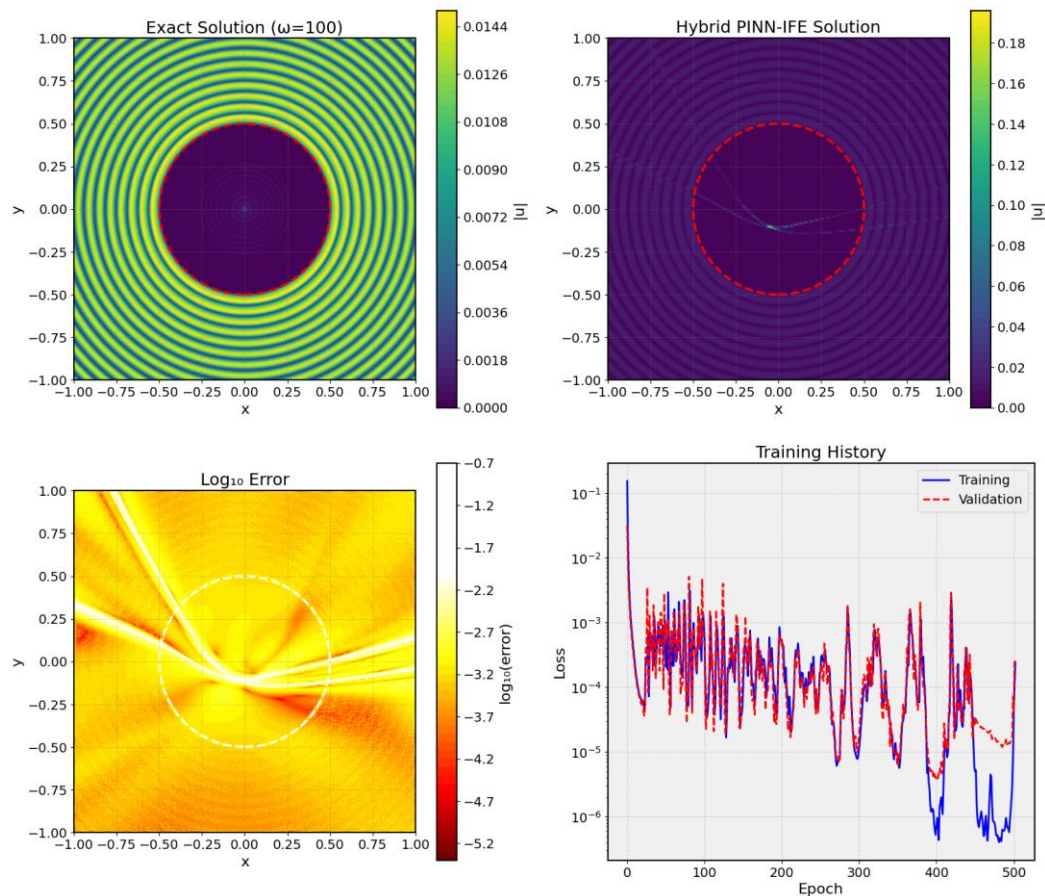 Exact Solution (ω=100)
1.00
0.75
0.50
0.25
0.00
−0.25
−0.50
−0.75
−1.00
y
−1.00 −0.75 −0.50 −0.25 0.00 0.25 0.50 0.75 1.00
x
0.0144
0.0126
0.0108
0.0090
0.0072
0.0054
0.0036
0.0018
0.0000
|u|
Hybrid PINN-IFE Solution
1.00
0.75
0.50
0.25
0.00
−0.25
−0.50
−0.75
−1.00
y
−1.00 −0.75 −0.50 −0.25 0.00 0.25 0.50 0.75 1.00
x
0.18
0.16
0.14
0.12
0.10
0.08
0.06
0.04
0.02
0.00
|u|
Log₁₀ Error
1.00
0.75
0.50
0.25
0.00
−0.25
−0.50
−0.75
−1.00
y
−1.00 −0.75 −0.50 −0.25 0.00 0.25 0.50 0.75 1.00
x
−0.7
−1.2
−1.7
−2.2
−2.7
−3.2
−3.7
−4.2
−4.7
−5.2
log₁₀(error)
Training History
Training
Validation
10⁻¹
10⁻²
10⁻³
10⁻⁴
10⁻⁵
10⁻⁶
Loss
0 100 200 300 400 500
Epoch